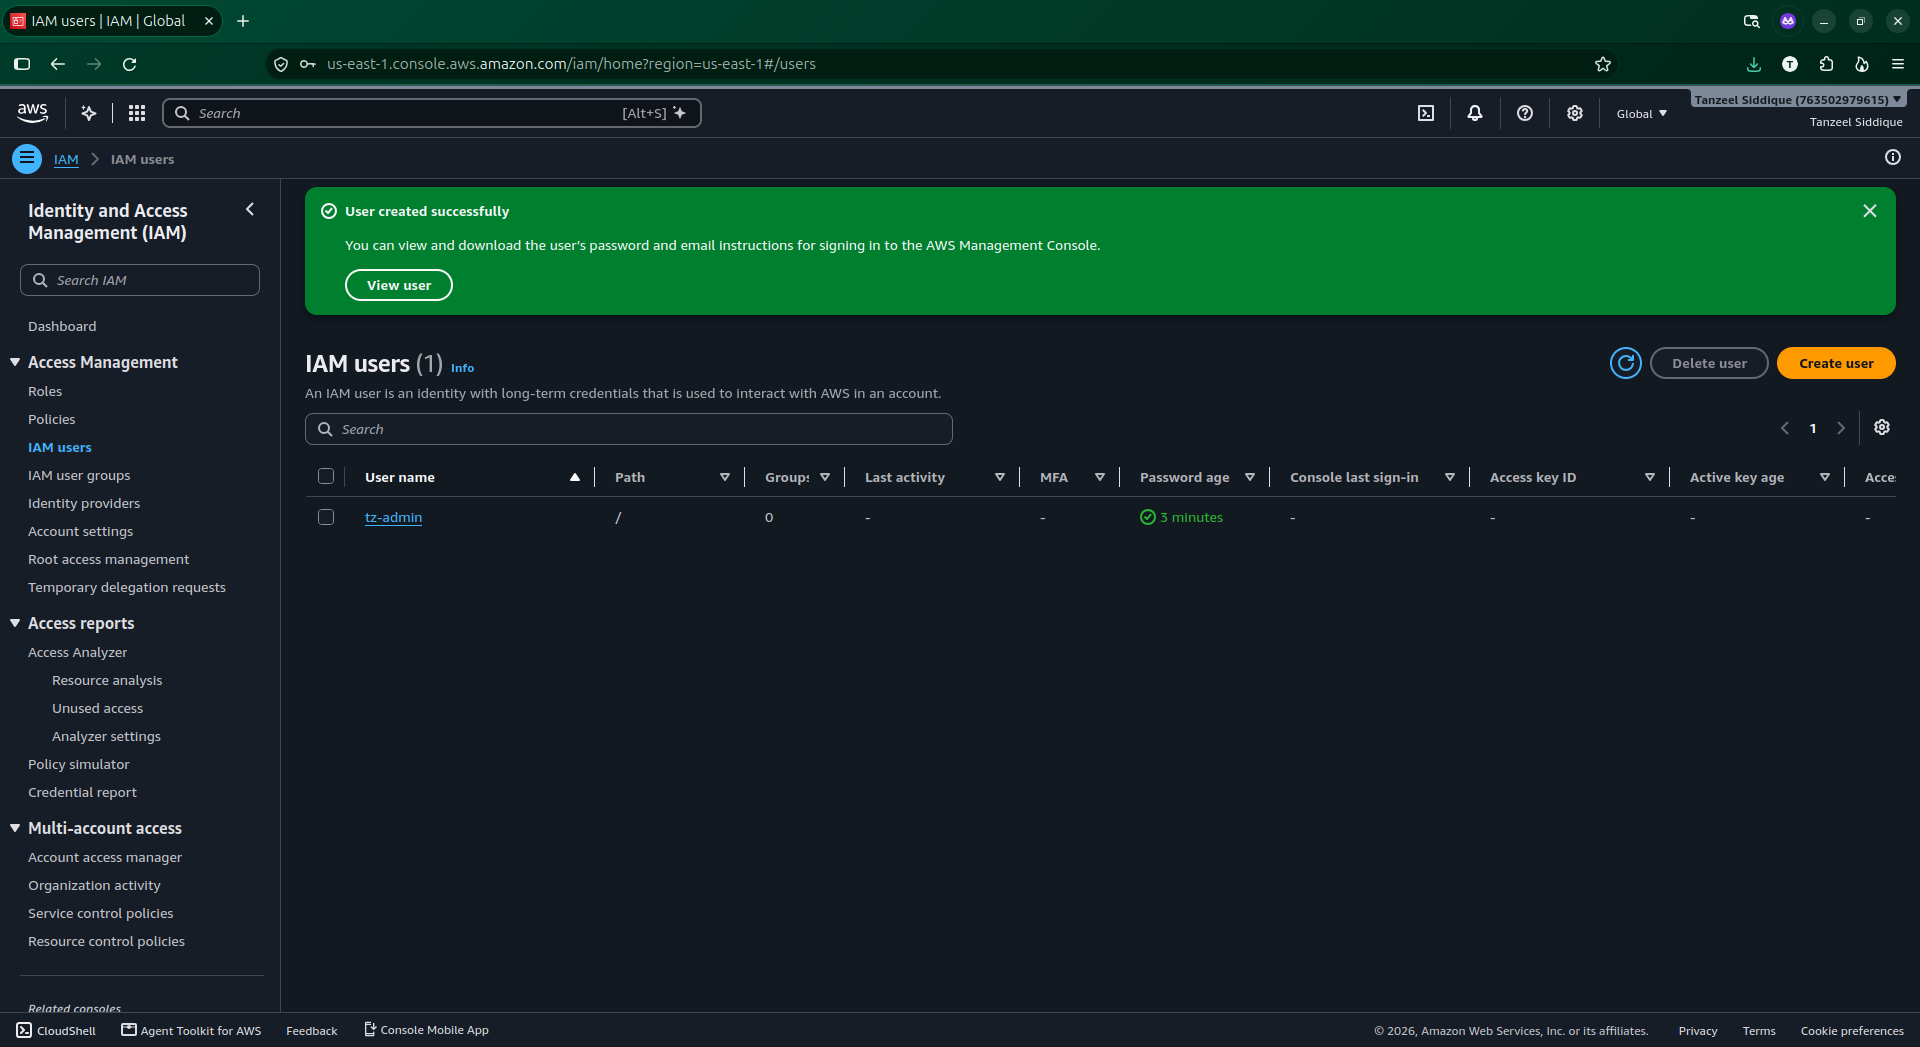 IAM users | IAM | Global
us-east-1.console.aws.amazon.com/iam/home?region=us-east-1#/users
aws
Search
[Alt+S]
Global
Tanzeel Siddique (763502979615)
Tanzeel Siddique
IAM
IAM users
Identity and Access
Management (IAM)
Search IAM
Dashboard
Access Management
Roles
Policies
IAM users
IAM user groups
Identity providers
Account settings
Root access management
Temporary delegation requests
Access reports
Access Analyzer
Resource analysis
Unused access
Analyzer settings
Policy simulator
Credential report
Multi-account access
Account access manager
Organization activity
Service control policies
Resource control policies
Related consoles
User created successfully
You can view and download the user's password and email instructions for signing in to the AWS Management Console.
View user
IAM users (1) Info
Delete user
Create user
An IAM user is an identity with long-term credentials that is used to interact with AWS in an account.
Search
1
User name Path Groups Last activity MFA Password age Console last sign-in Access key ID Active key age Acce
tz-admin / 0 - - 3 minutes - - - -
CloudShell Agent Toolkit for AWS Feedback Console Mobile App
© 2026, Amazon Web Services, Inc. or its affiliates. Privacy Terms Cookie preferences